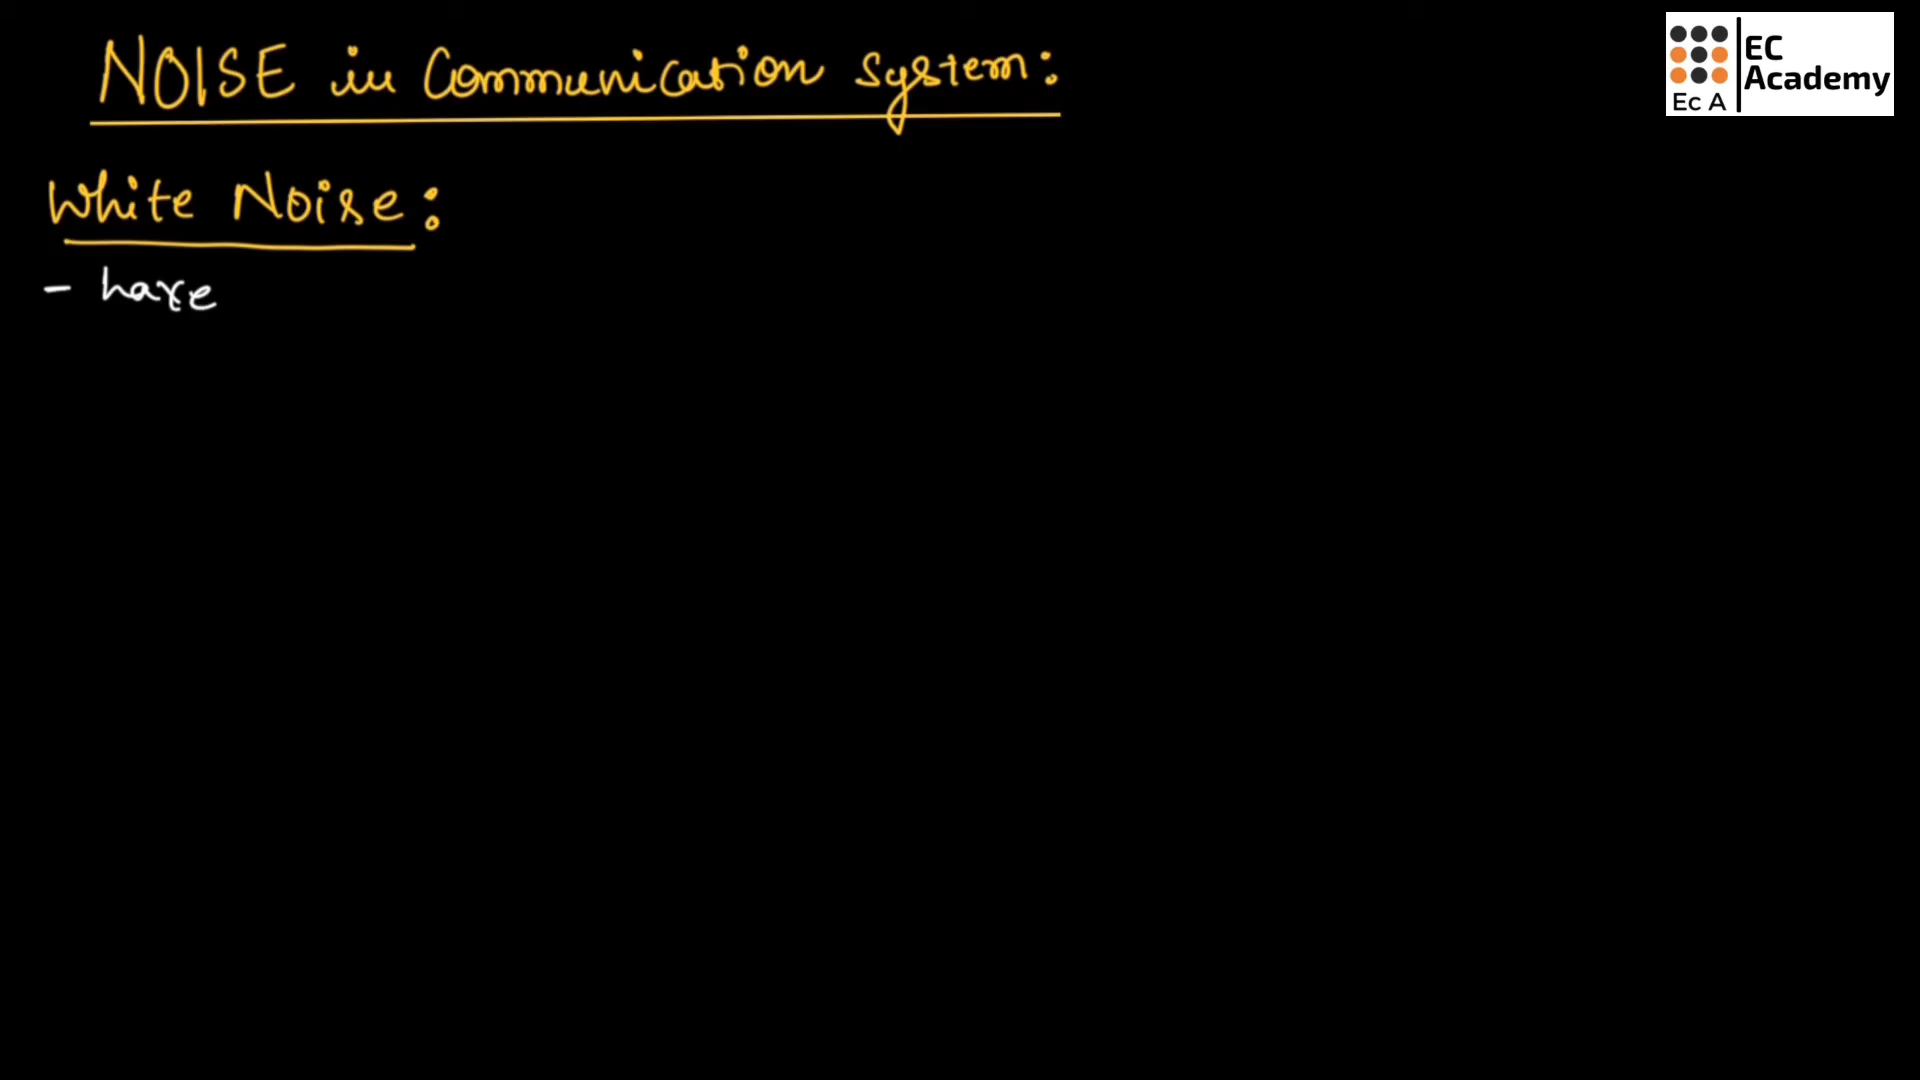 NOISE in Communication System:
EC
Academy
Ec A
White Noise:
- have